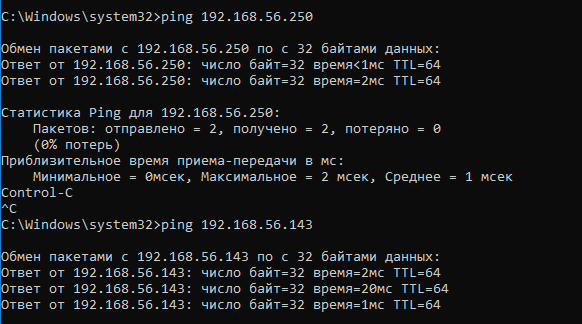 C:\Windows\system32>ping 192.168.56.250
Обмен пакетами с 192.168.56.250 по с 32 байтами данных:
Ответ от 192.168.56.250: число байт=32 время<1мс TTL=64
Ответ от 192.168.56.250: число байт=32 время=2мс TTL=64
Статистика Ping для 192.168.56.250:
Пакетов: отправлено = 2, получено = 2, потеряно = 0
(0% потерь)
Приблизительное время приема-передачи в мс:
Минимальное = 0мсек, Максимальное = 2 мсек, Среднее = 1 мсек
Control-C
^C
C:\Windows\system32>ping 192.168.56.143
Обмен пакетами с 192.168.56.143 по с 32 байтами данных:
Ответ от 192.168.56.143: число байт=32 время=2мс TTL=64
Ответ от 192.168.56.143: число байт=32 время=20мс TTL=64
Ответ от 192.168.56.143: число байт=32 время=1мс TTL=64